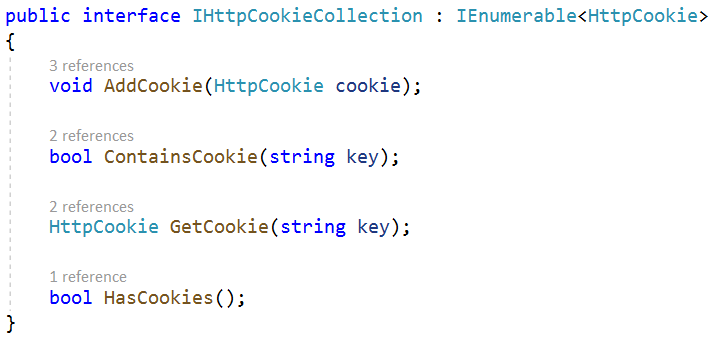 public interface IHttpCookieCollection : IEnumerable<HttpCookie>
{
3 references
void AddCookie(HttpCookie cookie);
2 references
bool ContainsCookie(string key);
2 references
HttpCookie GetCookie(string key);
1 reference
bool HasCookies();
}